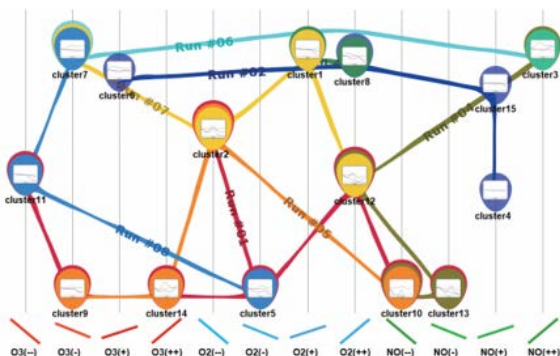 Run #06
cluster7
cluster1
cluster8
cluster3
Run #02
cluster6
Run #07
cluster15
Run #04
cluster2
cluster11
cluster12
cluster4
Run #01
Run #05
Run #08
cluster9
cluster14
cluster5
cluster10
cluster13
O3(--) O3(-) O3(+) O3(++) O2(--) O2(-) O2(+) O2(++) NO(--) NO(-) NO(+) NO(++)